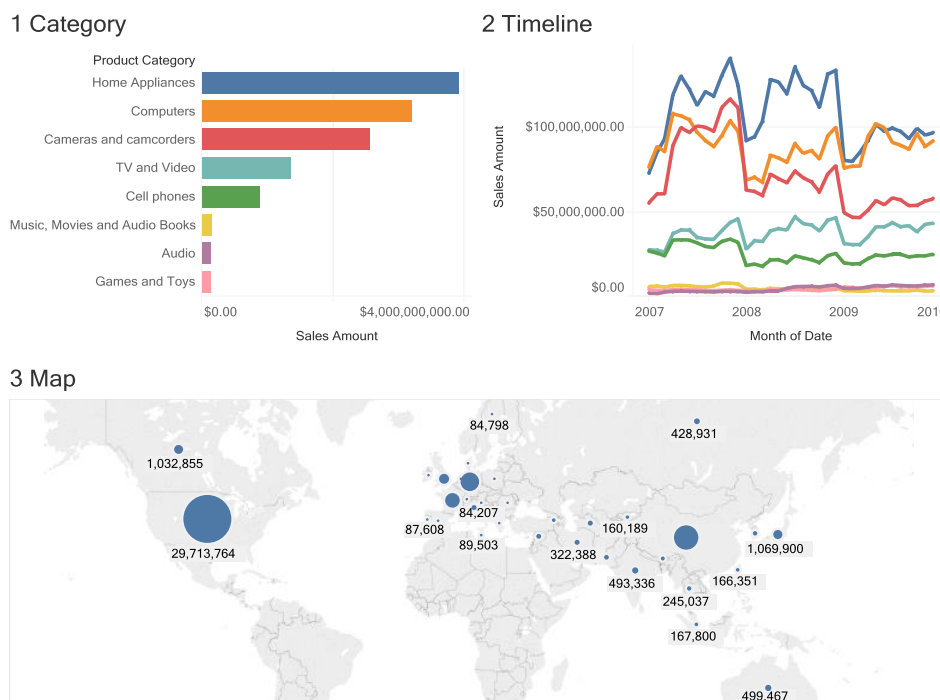 1 Category
2 Timeline
Product Category
Home Appliances
Computers
Cameras and camcorders
TV and Video
Cell phones
Music, Movies and Audio Books
Audio
Games and Toys
$0.00
$4,000,000,000.00
Sales Amount
Sales Amount
$100,000,000.00
$50,000,000.00
$0.00
2007
2008
2009
Month of Date
3 Map
84,798
428,931
1,032,855
84,207
87,608
160,189
29,713,764
89,503
322,388
1,069,900
493,336
166,351
245,037
167,800
499,467